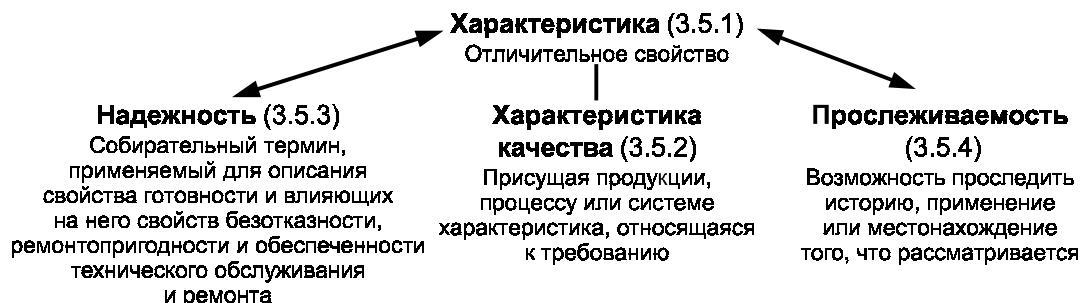 Характеристика (3.5.1)
Отличительное свойство
Надежность (3.5.3)
Собирательный термин,
применяемый для описания
свойства готовности и влияющих
на него свойств безотказности,
ремонтопригодности и обеспеченности
технического обслуживания
и ремонта
Характеристика
качества (3.5.2)
Присущая продукции,
процессу или системе
характеристика, относящаяся
к требованию
Прослеживаемость
(3.5.4)
Возможность проследить
историю, применение
или местонахождение
того, что рассматривается